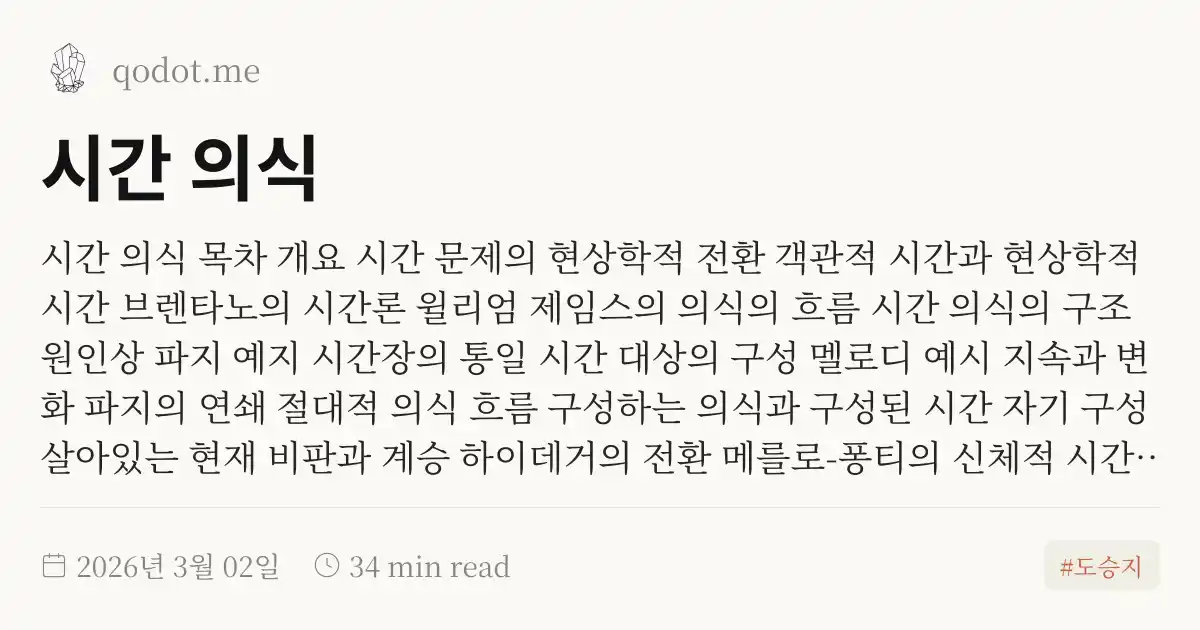 qodot.me
시간 의식
시간 의식 목차 개요 시간 문제의 현상학적 전환 객관적 시간과 현상학적
시간 브렌타노의 시간론 윌리엄 제임스의 의식의 흐름 시간 의식의 구조
원인상 파지 예지 시간장의 통일 시간 대상의 구성 멜로디 예시 지속과 변
화 파지의 연쇄 절대적 의식 흐름 구성하는 의식과 구성된 시간 자기 구성
살아있는 현재 비판과 계승 하이데거의 전환 메를로-퐁티의 신체적 시간··
2026년 3월 02일
34 min read
#도승지